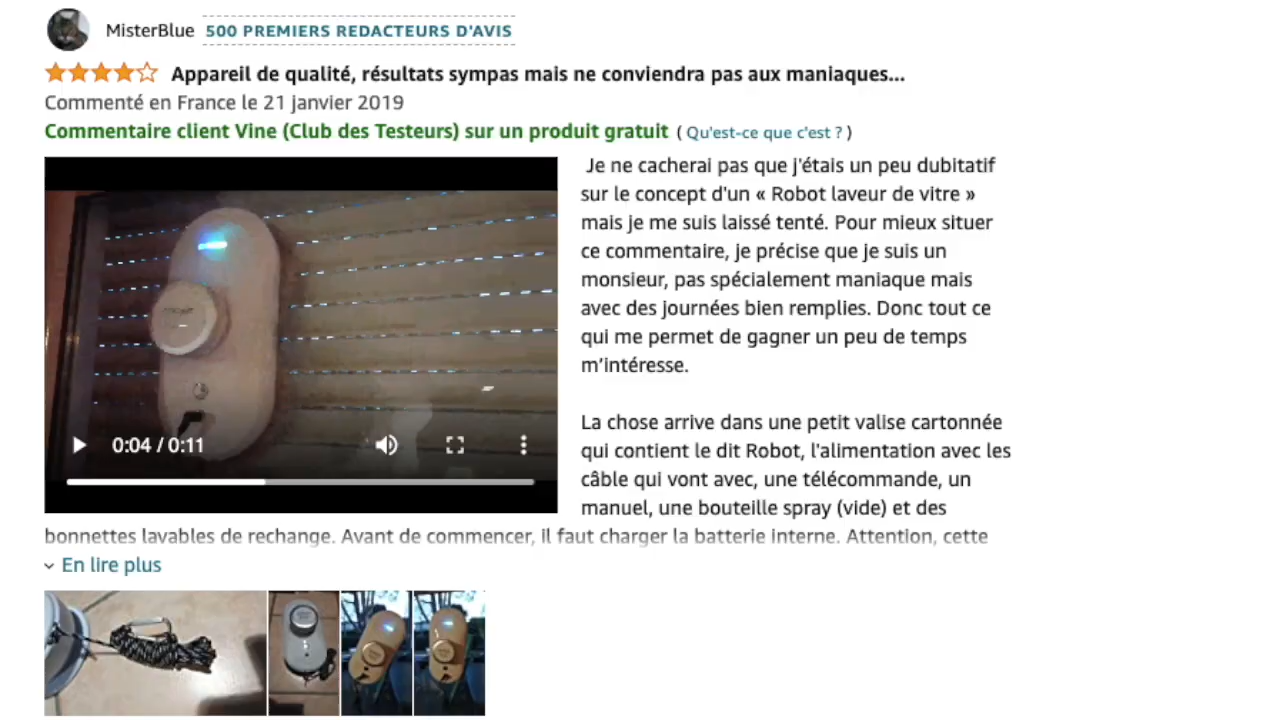 MisterBlue 500 PREMIERS REDACTEURS D'AVIS
Appareil de qualité, résultats sympas mais ne conviendra pas aux maniaques...
Commenté en France le 21 janvier 2019
Commentaire client Vine (Club des Testeurs) sur un produit gratuit ( Qu'est-ce que c'est ? )
Je ne cacherai pas que j'étais un peu dubitatif
sur le concept d'un « Robot laveur de vitre »
mais je me suis laissé tenté. Pour mieux situer
ce commentaire, je précise que je suis un
monsieur, pas spécialement maniaque mais
avec des journées bien remplies. Donc tout ce
qui me permet de gagner un peu de temps
m'intéresse.
La chose arrive dans une petit valise cartonnée
qui contient le dit Robot, l'alimentation avec les
câble qui vont avec, une télécommande, un
manuel, une bouteille spray (vide) et des
bonnettes lavables de rechange. Avant de commencer, il faut charger la batterie interne. Attention, cette
0:04 / 0:11
En lire plus